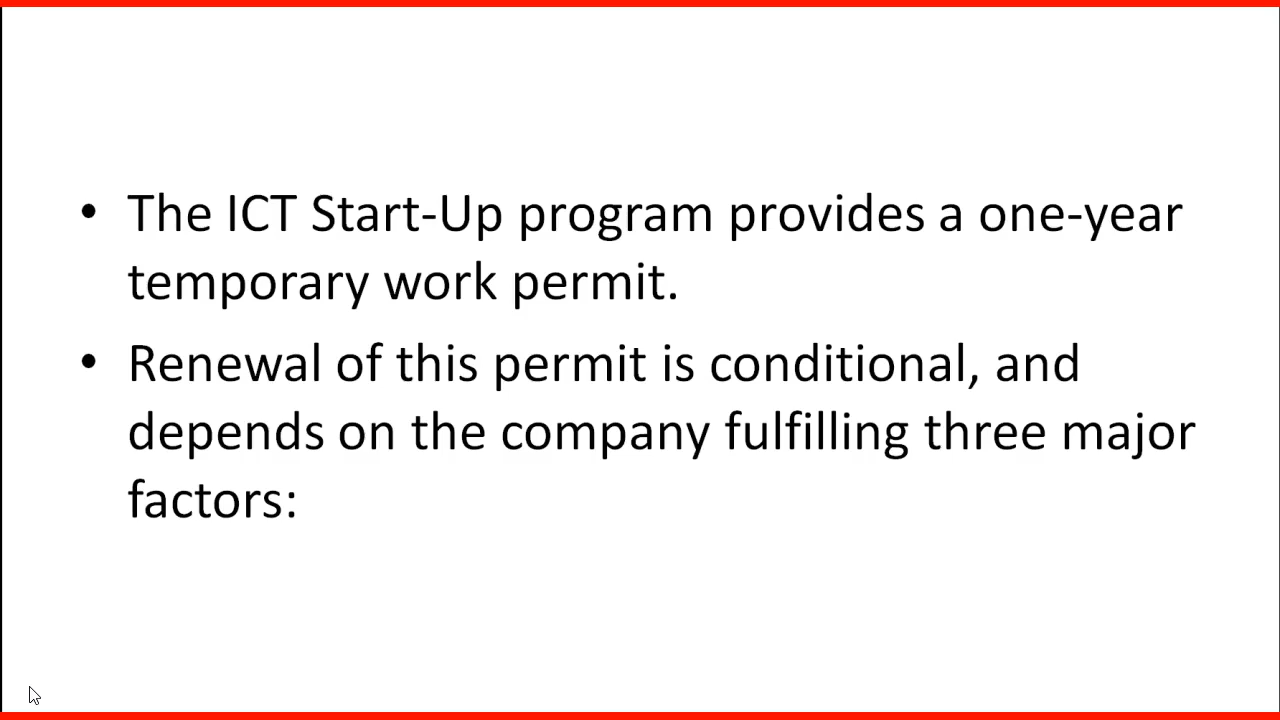 • The ICT Start-Up program provides a one-year
temporary work permit.
• Renewal of this permit is conditional, and
depends on the company fulfilling three major
factors: